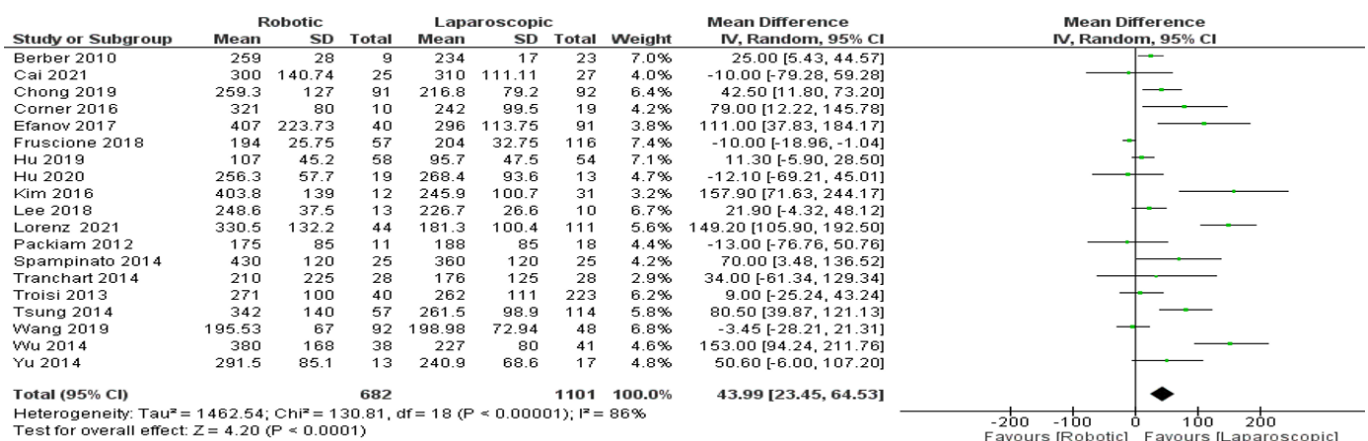 Robotic Laparoscopic Mean Difference Mean Difference
Study or Subgroup Mean SD Total Mean SD Total Weight IV, Random, 95% CI IV, Random, 95% CI
Berber 2010 259 28 9 234 17 23 7.0% 25.00 [5.43, 44.57]
Cai 2021 300 140.74 25 310 111.11 27 4.0% -10.00 [-79.28, 59.28]
Chong 2019 259.3 127 91 216.8 79.2 92 6.4% 42.50 [11.80, 73.20]
Corner 2016 321 80 10 242 99.5 19 4.2% 79.00 [12.22, 145.78]
Efanov 2017 407 223.73 40 296 113.75 91 3.8% 111.00 [37.83, 184.17]
Fruscione 2018 194 25.75 57 204 32.75 116 7.4% -10.00 [-18.96, -1.04]
Hu 2019 107 45.2 58 95.7 47.5 54 7.1% 11.30 [-5.90, 28.50]
Hu 2020 256.3 57.7 19 268.4 93.6 13 4.8% -12.10 [-69.21, 45.01]
Kim 2016 403.8 139 12 245.9 100.7 31 3.2% 157.90 [71.63, 244.17]
Lee 2018 248.6 37.5 13 226.7 26.6 10 6.7% 21.90 [-4.32, 48.12]
Lorenz 2021 330.5 132.2 44 181.3 100.4 111 5.6% 149.20 [105.90, 192.50]
Packiam 2012 175 85 11 188 85 18 4.4% -13.00 [-76.76, 50.76]
Spampinato 2014 430 120 25 360 120 25 4.2% 70.00 [3.48, 136.52]
Tranchart 2014 210 225 28 176 125 28 2.9% 34.00 [-61.34, 129.34]
Troisi 2013 271 100 40 262 111 223 6.2% 9.00 [-25.24, 43.24]
Tsung 2014 342 140 57 261.5 98.9 114 5.8% 80.50 [39.87, 121.13]
Wang 2019 195.53 67 92 198.98 72.94 48 6.8% -3.45 [-28.21, 21.31]
Wu 2014 380 168 38 227 80 41 4.6% 153.00 [94.24, 211.76]
Yu 2014 291.5 85.1 13 240.9 68.6 17 4.8% 50.60 [-6.00, 107.20]
Total (95% CI) 682 1101 100.0% 43.99 [23.45, 64.53]
Heterogeneity: Tau² = 1462.54; Chi² = 130.81, df = 18 (P < 0.00001); I² = 86%
Test for overall effect: Z = 4.20 (P < 0.0001)
-200 -100 0 100 200
Favours [Robotic] Favours [Laparoscopic]